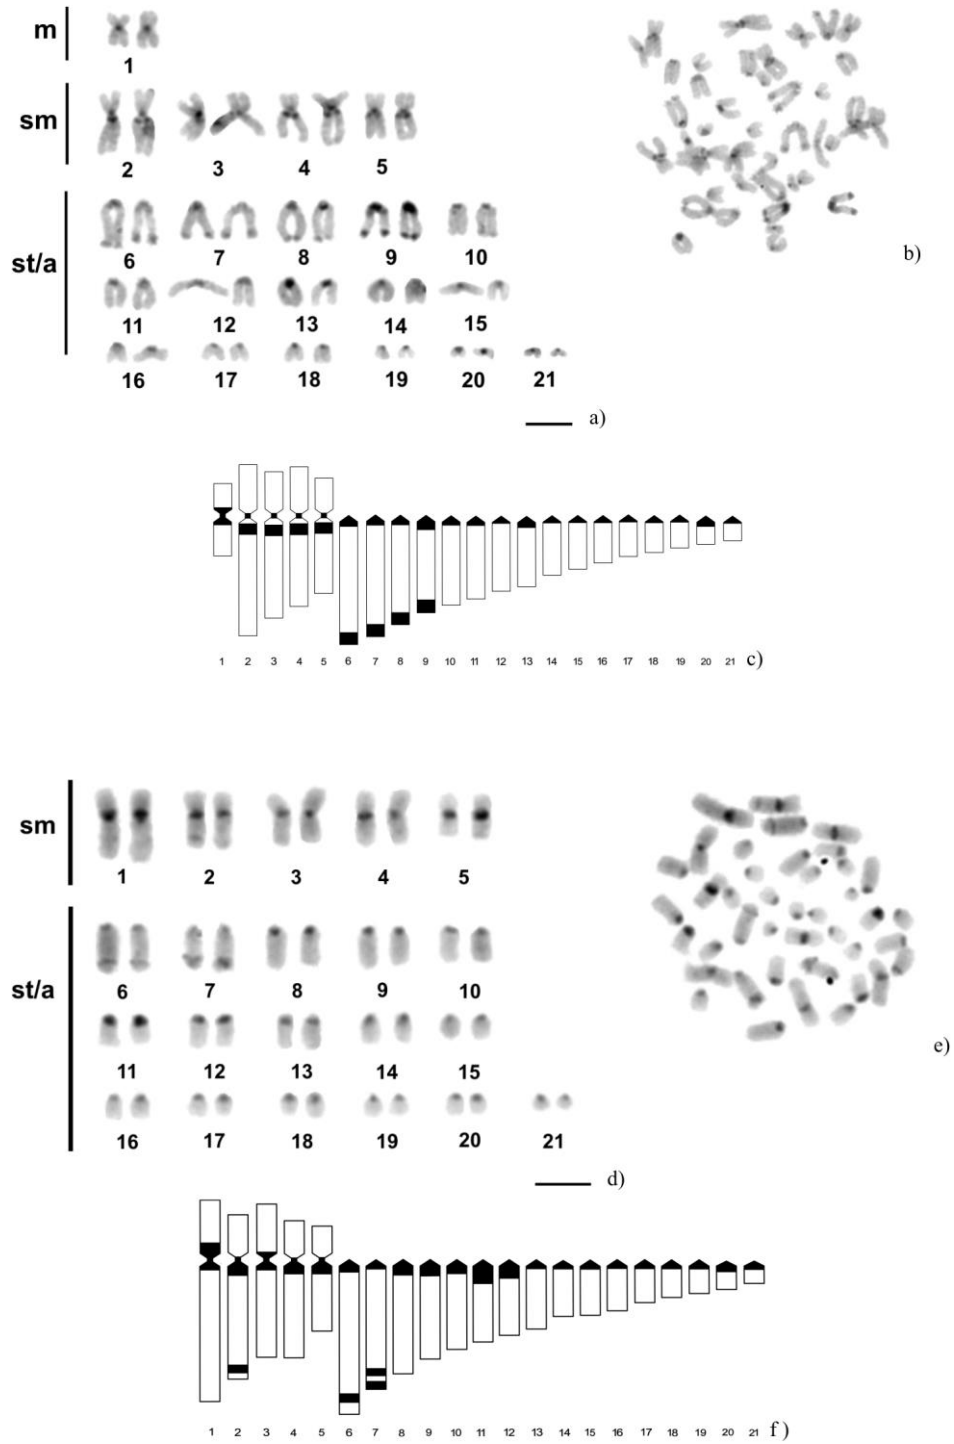 m
1
b)
sm
2 3 4 5
st/a
6 7 8 9 10
11 12 13 14 15
16 17 18 19 20 21
a)
1 2 3 4 5 6 7 8 9 10 11 12 13 14 15 16 17 18 19 20 21 c)
sm
1 2 3 4 5
st/a
6 7 8 9 10
e)
11 12 13 14 15
16 17 18 19 20 21
d)
1 2 3 4 5 6 7 8 9 10 11 12 13 14 15 16 17 18 19 20 21 f)